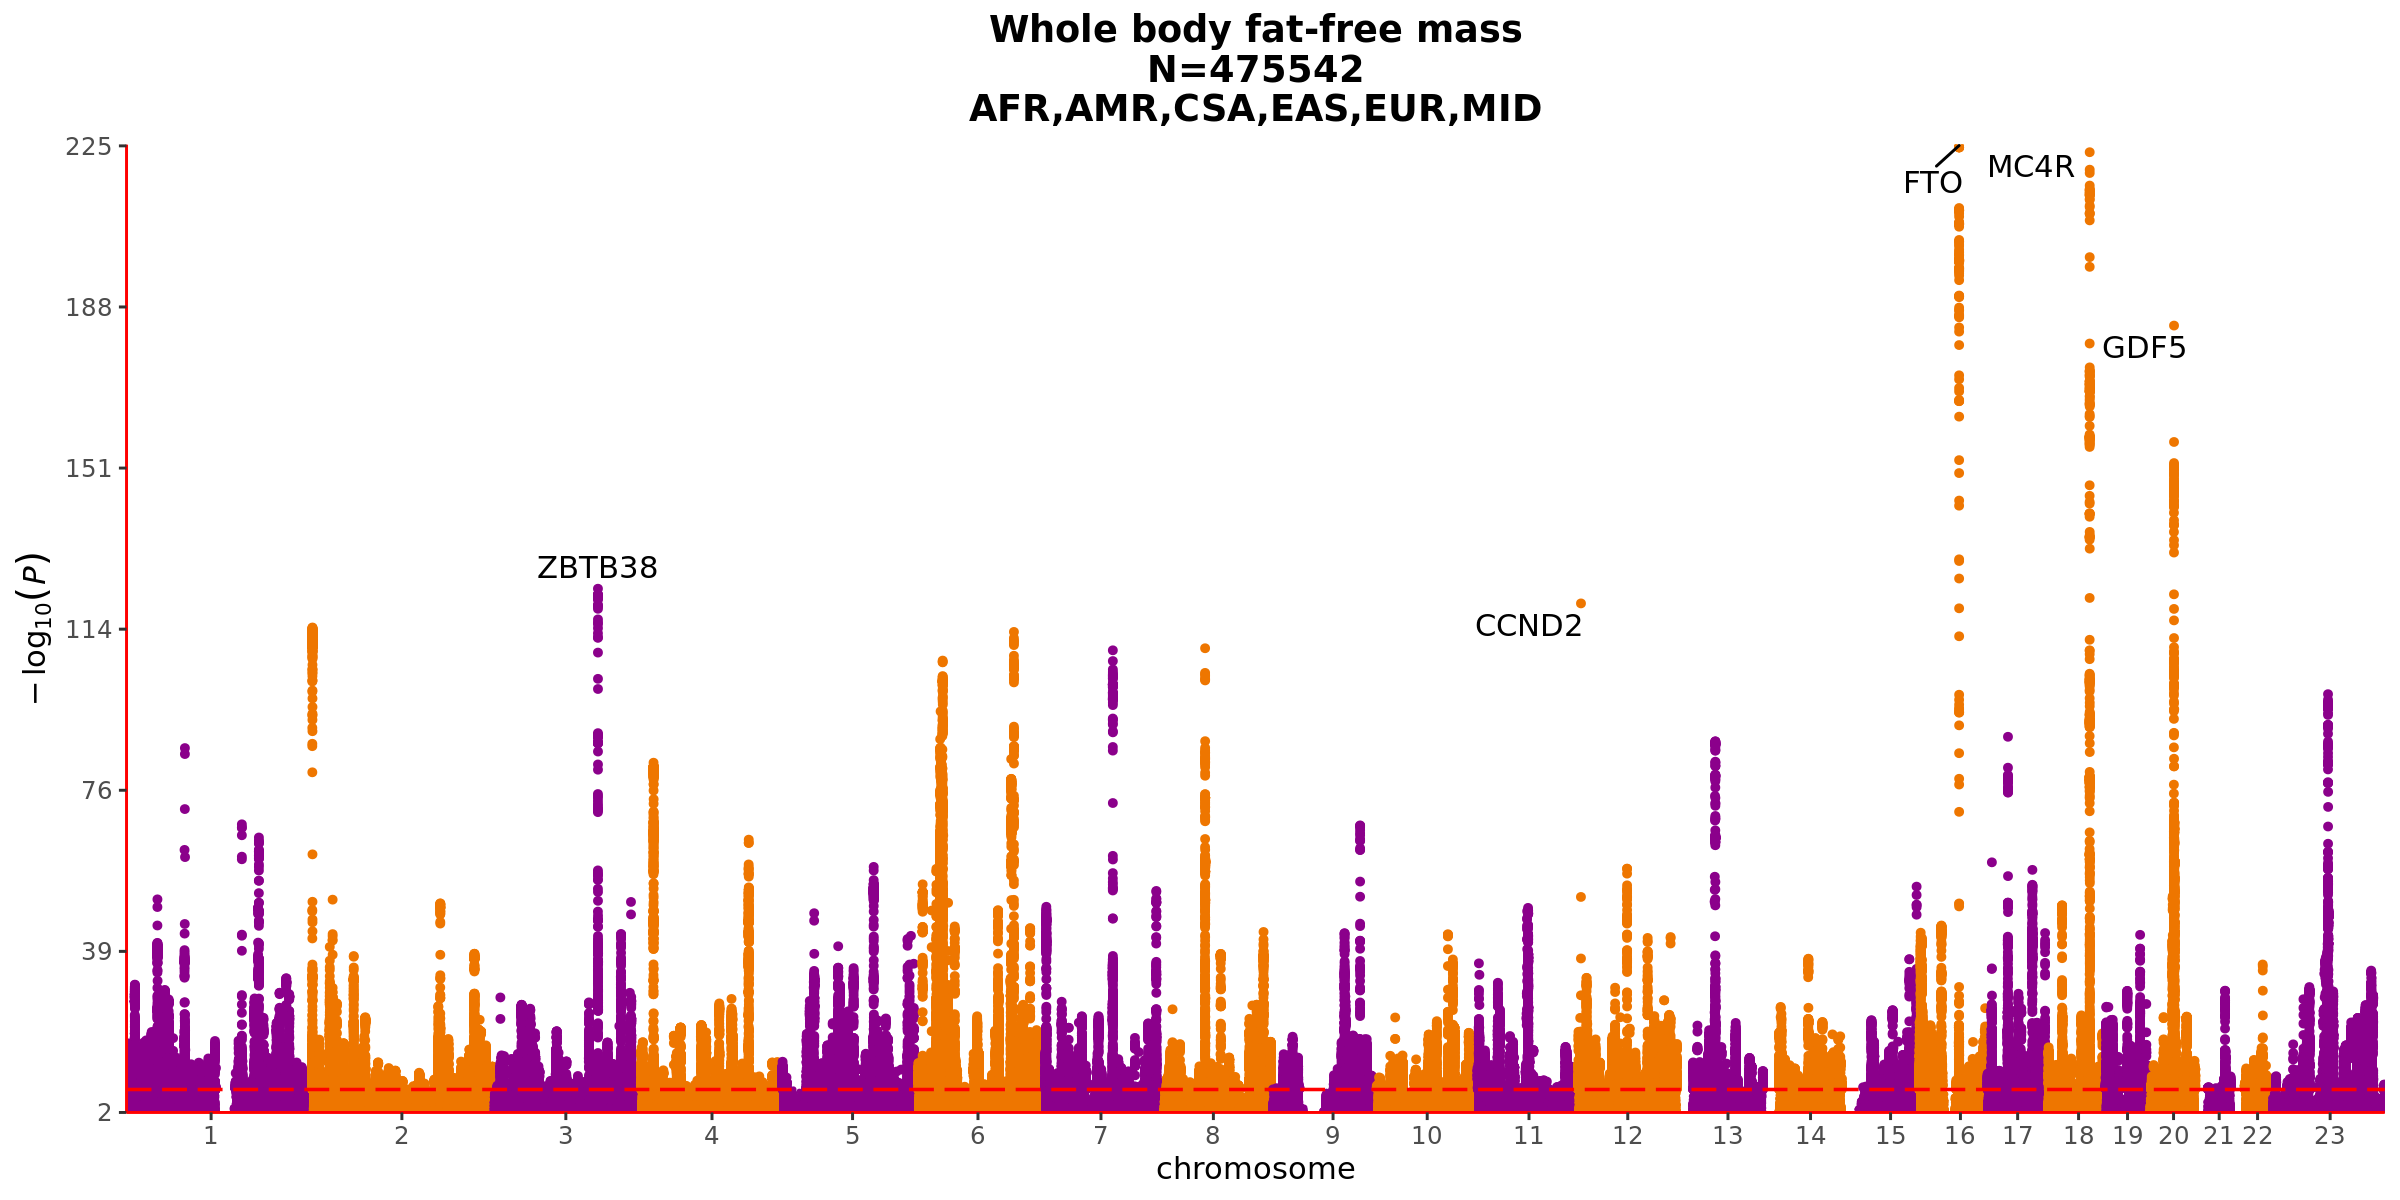 Whole body fat-free mass
N=475542
AFR,AMR,CSA,EAS,EUR,MID
225
188
151
114
76
39
2
−log10(P)
FTO
MC4R
GDF5
ZBTB38
CCND2
1 2 3 4 5 6 7 8 9 10 11 12 13 14 15 16 17 18 19 20 21 22 23
chromosome